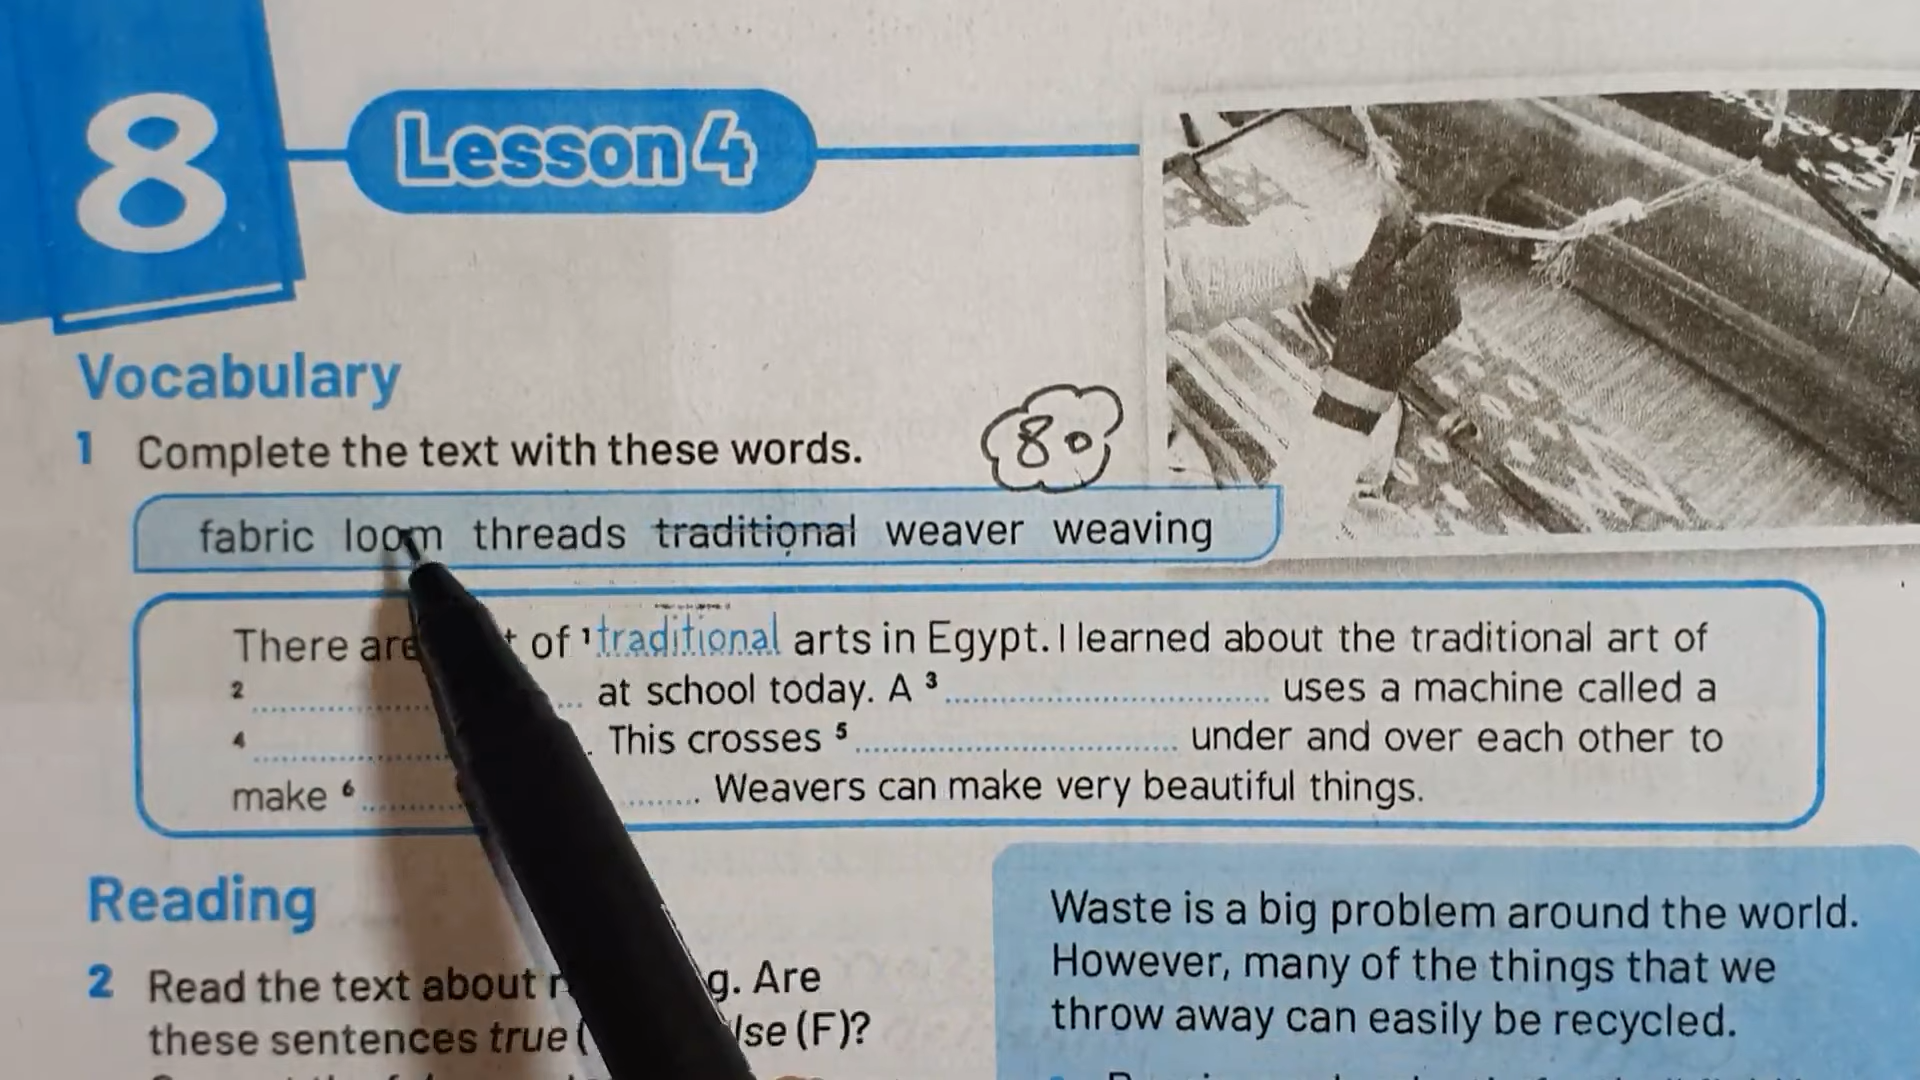 8
Lesson 4
Vocabulary
1 Complete the text with these words.
80
fabric loom threads traditional weaver weaving
There are of 1 traditional arts in Egypt. I learned about the traditional art of
2 .......... at school today. A 3 .......... uses a machine called a
4 .......... . This crosses 5 .......... under and over each other to
make 6 .......... . Weavers can make very beautiful things.
Reading
2 Read the text about g. Are
these sentences true ( lse (F)?
Waste is a big problem around the world.
However, many of the things that we
throw away can easily be recycled.